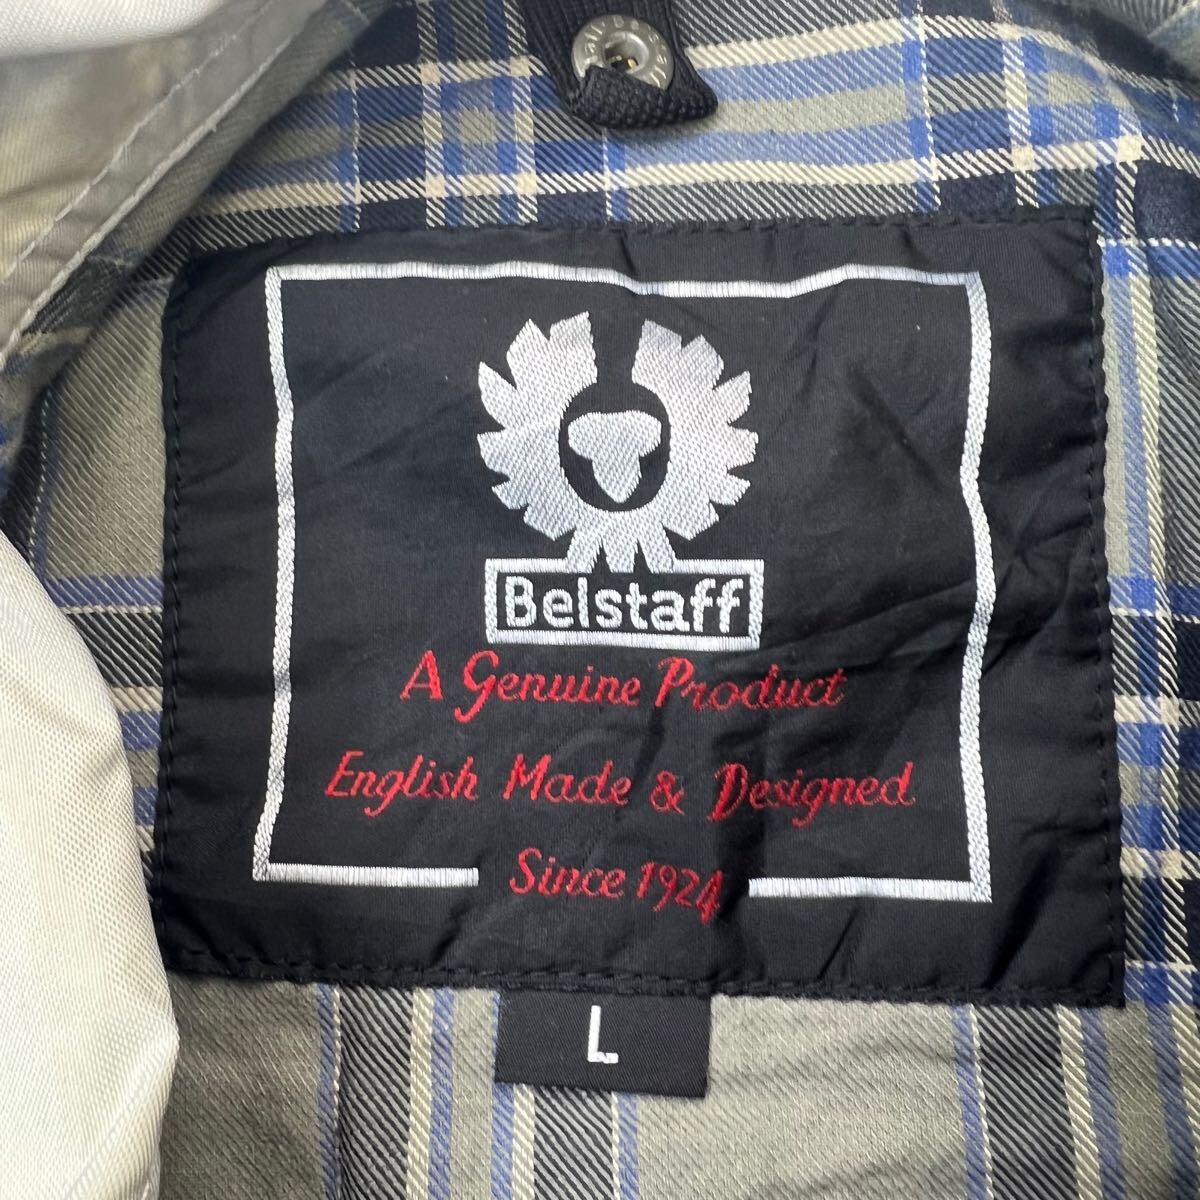 Belstaff
A Genuine Product
English Made & Designed
Since 1924
L